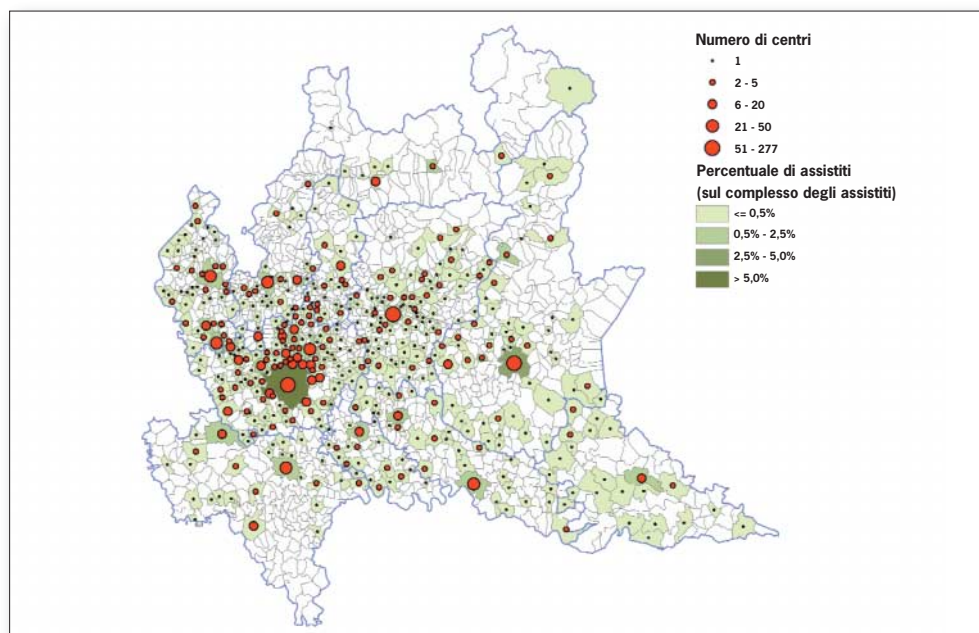 Numero di centri
1
2 - 5
6 - 20
21 - 50
51 - 277
Percentuale di assistiti
(sul complesso degli assistiti)
<= 0,5%
0,5% - 2,5%
2,5% - 5,0%
> 5,0%